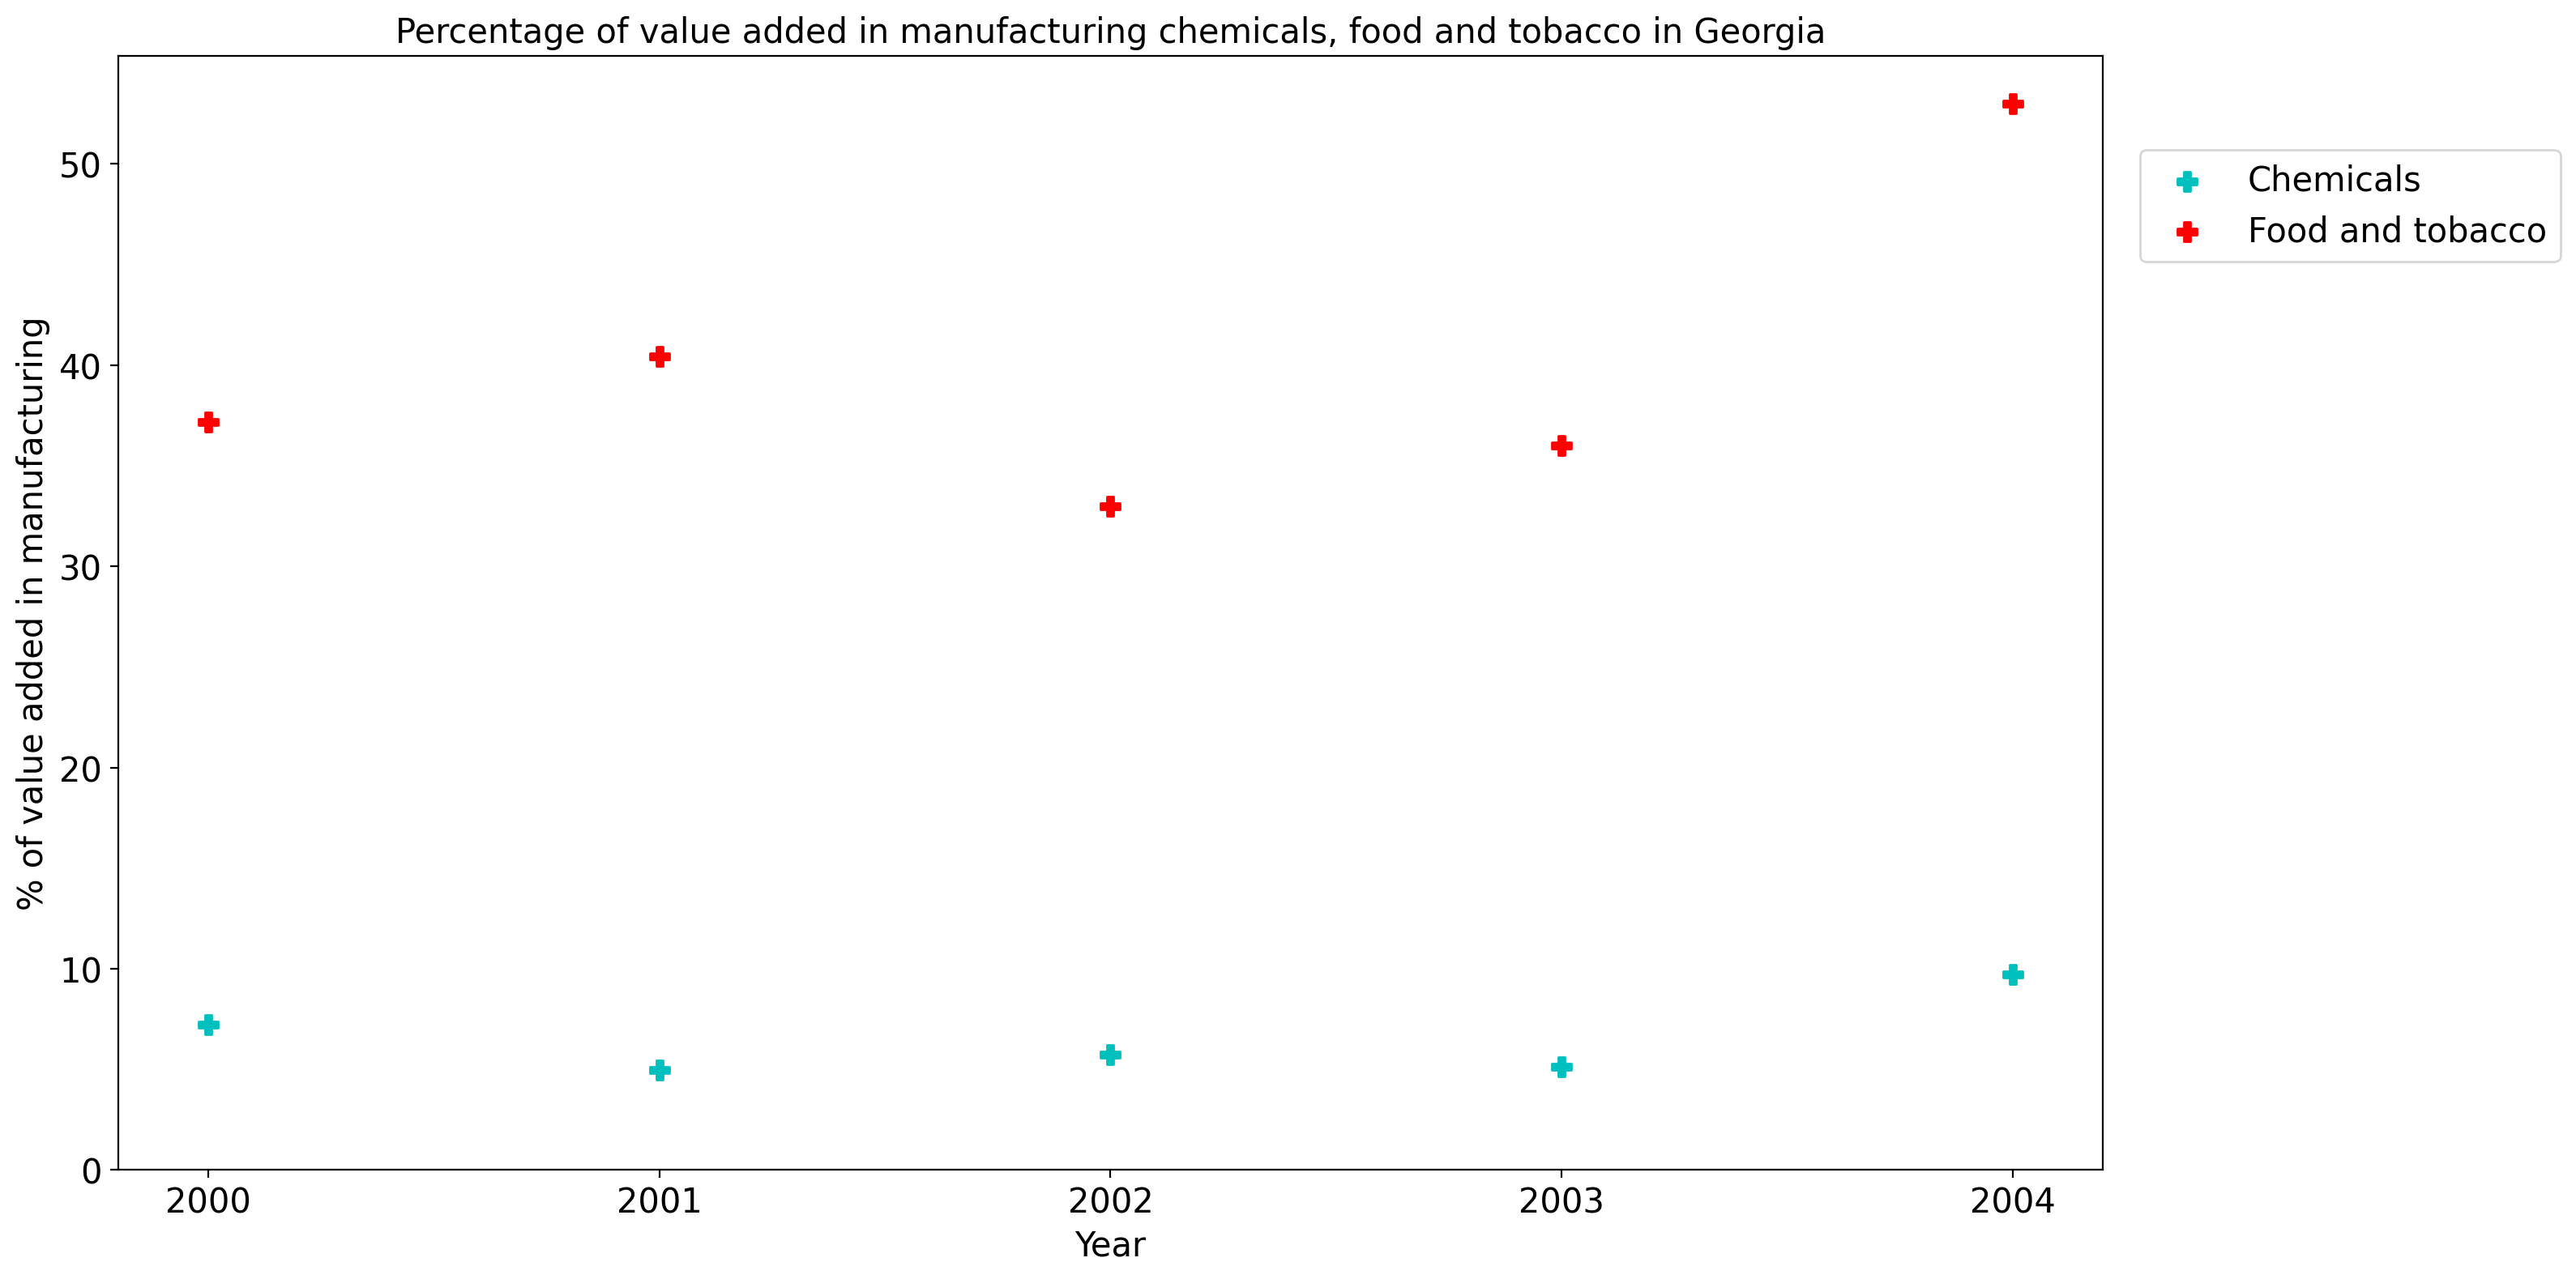 Percentage of value added in manufacturing chemicals, food and tobacco in Georgia
% of value added in manufacturing
50
40
30
20
10
0
2000 2001 2002 2003 2004
Year
Chemicals
Food and tobacco